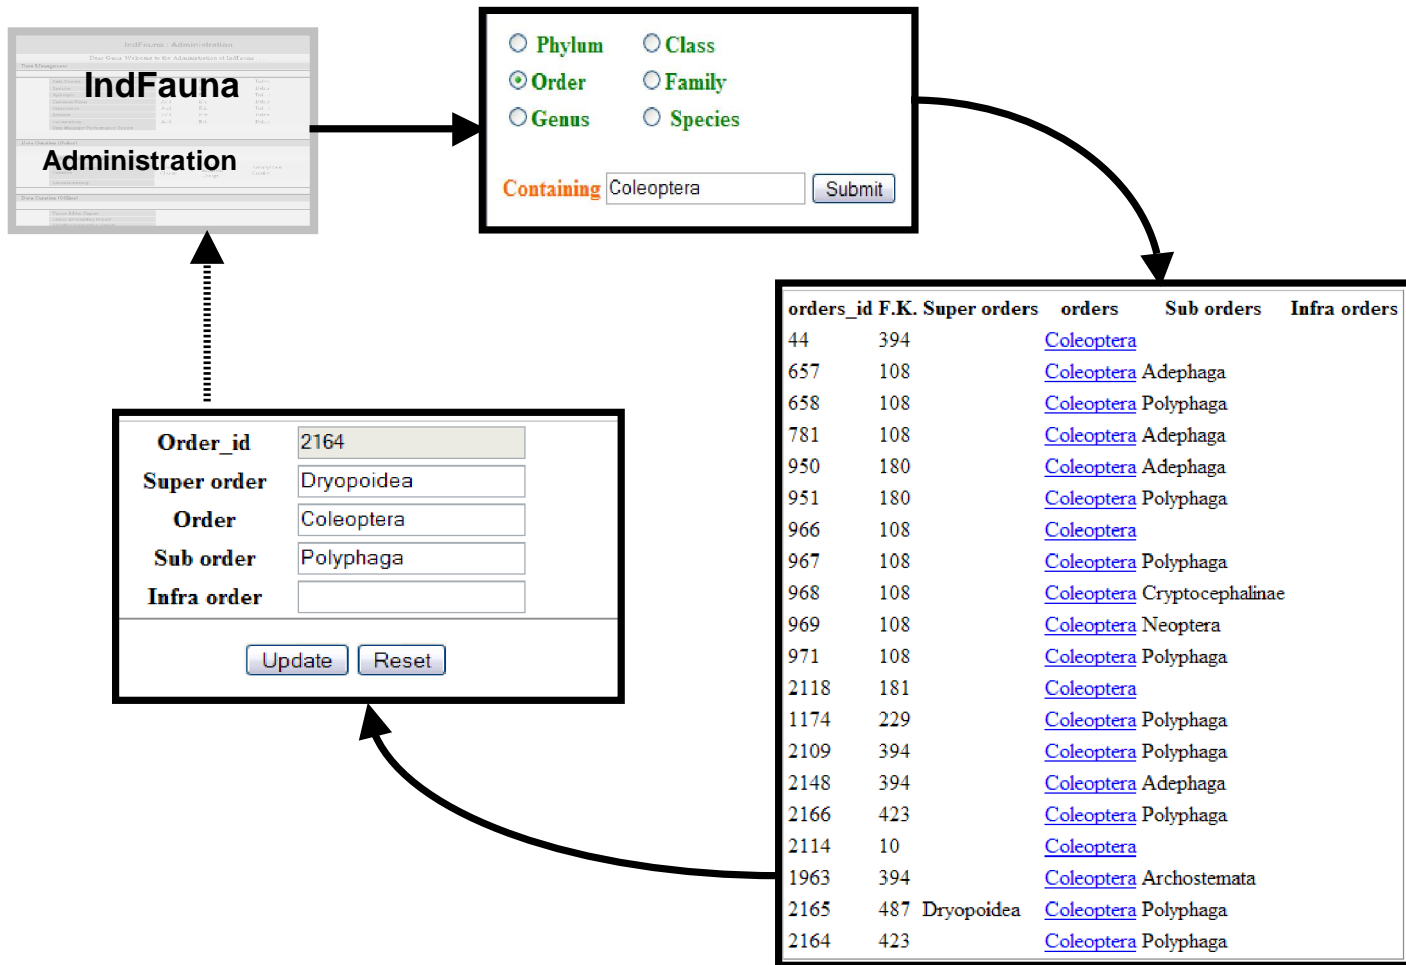 IndFauna : Administration
IndFauna
Administration
Phylum Class
Order Family
Genus Species
Containing Coleoptera Submit
orders_id F.K. Super orders orders Sub orders Infra orders
44 394 Coleoptera
657 108 Coleoptera Adephaga
658 108 Coleoptera Polyphaga
781 108 Coleoptera Adephaga
950 180 Coleoptera Adephaga
951 180 Coleoptera Polyphaga
966 108 Coleoptera
967 108 Coleoptera Polyphaga
968 108 Coleoptera Cryptocephalinae
969 108 Coleoptera Neoptera
971 108 Coleoptera Polyphaga
2118 181 Coleoptera
1174 229 Coleoptera Polyphaga
2109 394 Coleoptera Polyphaga
2148 394 Coleoptera Adephaga
2166 423 Coleoptera Polyphaga
2114 10 Coleoptera
1963 394 Coleoptera Archostemata
2165 487 Dryopoidea Coleoptera Polyphaga
2164 423 Coleoptera Polyphaga
Order_id 2164
Super order Dryopoidea
Order Coleoptera
Sub order Polyphaga
Infra order
Update Reset